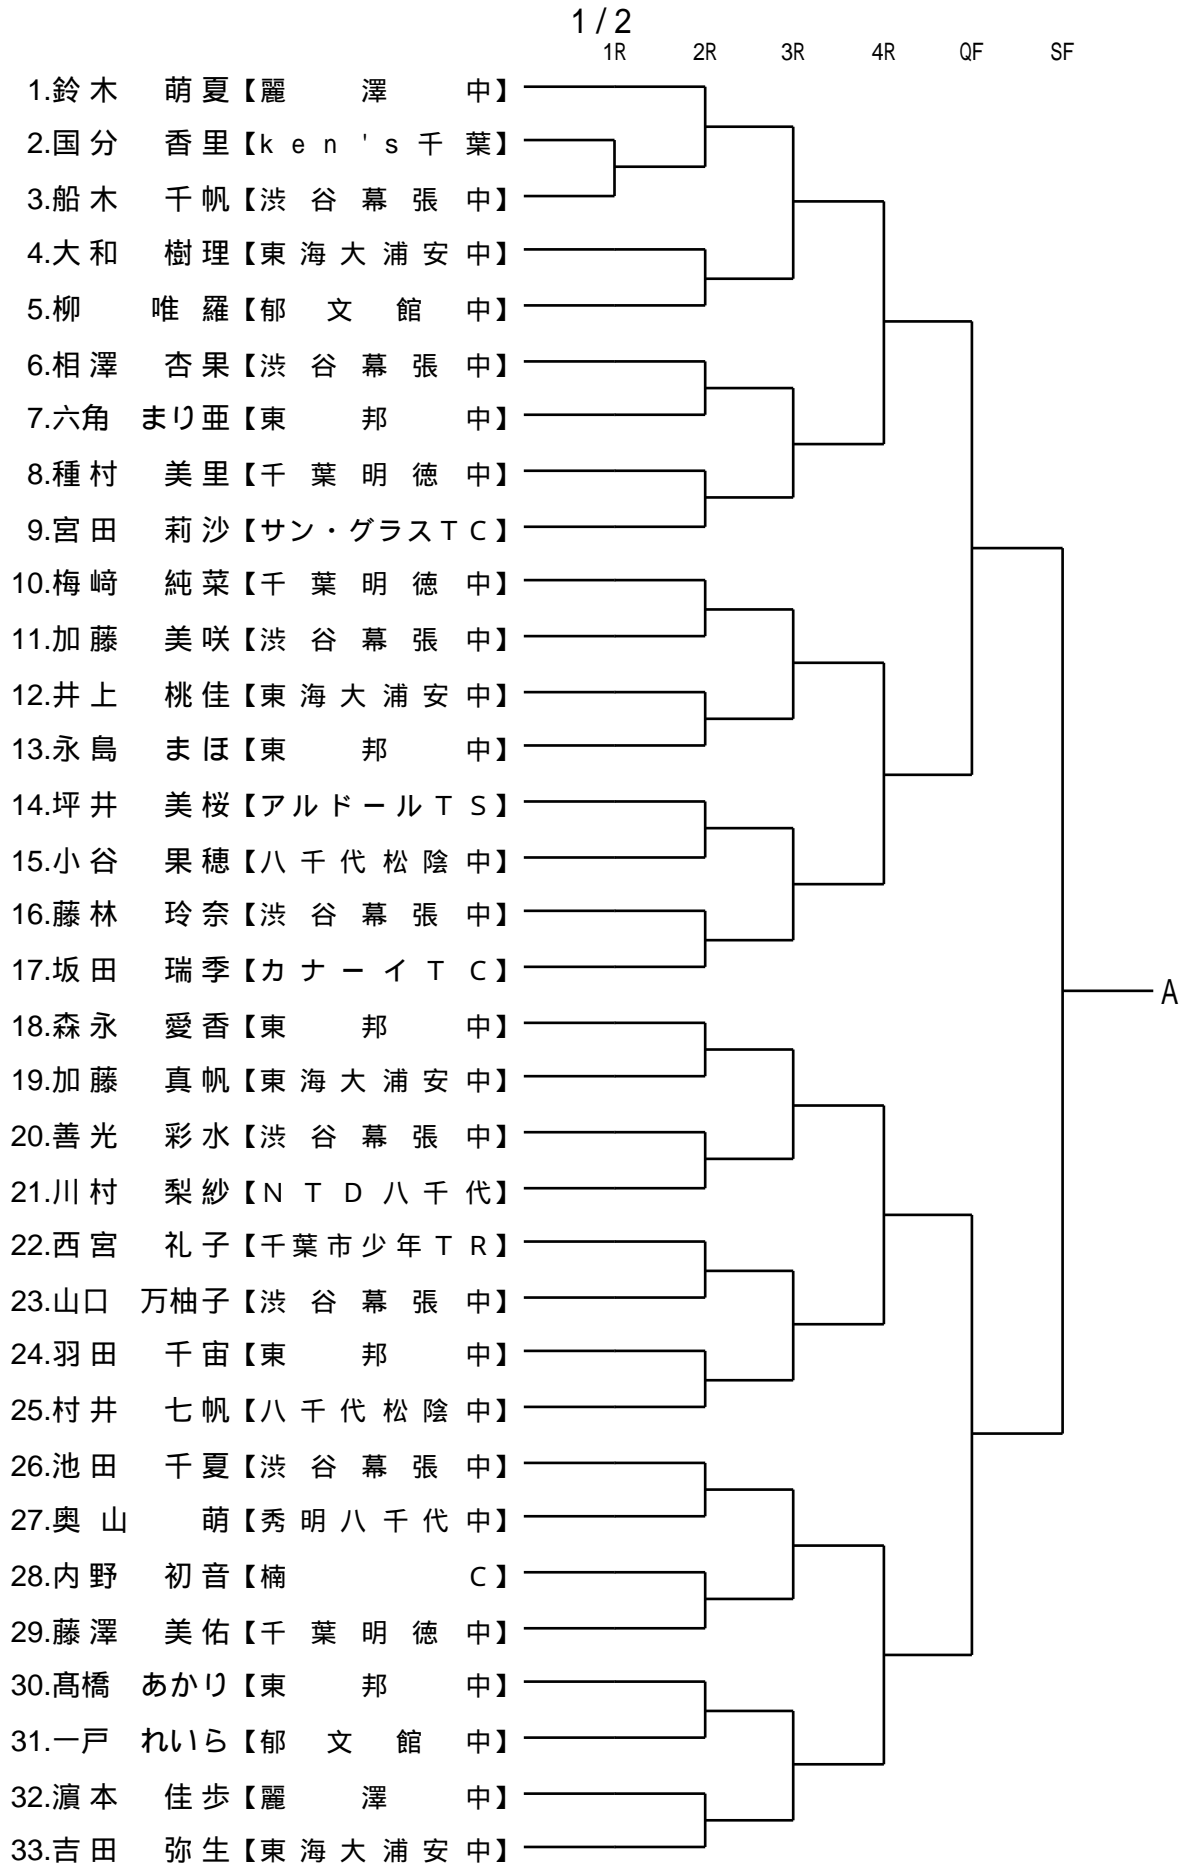 1 / 2
1R 2R 3R 4R QF SF
1.鈴木 萌夏【麗澤中】
2.国分 香里【ken's千葉】
3.船木 千帆【渋谷幕張中】
4.大和 樹理【東海大浦安中】
5.柳 唯羅【郁文館中】
6.相澤 杏果【渋谷幕張中】
7.六角 まり亜【東邦中】
8.種村 美里【千葉明徳中】
9.宮田 莉沙【サン・グラスTC】
10.梅﨑 純菜【千葉明徳中】
11.加藤 美咲【渋谷幕張中】
12.井上 桃佳【東海大浦安中】
13.永島 まほ【東邦中】
14.坪井 美桜【アルドールTS】
15.小谷 果穂【八千代松陰中】
16.藤林 玲奈【渋谷幕張中】
17.坂田 瑞季【カナーイTC】
A
18.森永 愛香【東邦中】
19.加藤 真帆【東海大浦安中】
20.善光 彩水【渋谷幕張中】
21.川村 梨紗【NTD八千代】
22.西宮 礼子【千葉市少年TR】
23.山口 万柚子【渋谷幕張中】
24.羽田 千宙【東邦中】
25.村井 七帆【八千代松陰中】
26.池田 千夏【渋谷幕張中】
27.奥山 萌【秀明八千代中】
28.内野 初音【楠C】
29.藤澤 美佑【千葉明徳中】
30.髙橋 あかり【東邦中】
31.一戸 れいら【郁文館中】
32.濵本 佳歩【麗澤中】
33.吉田 弥生【東海大浦安中】